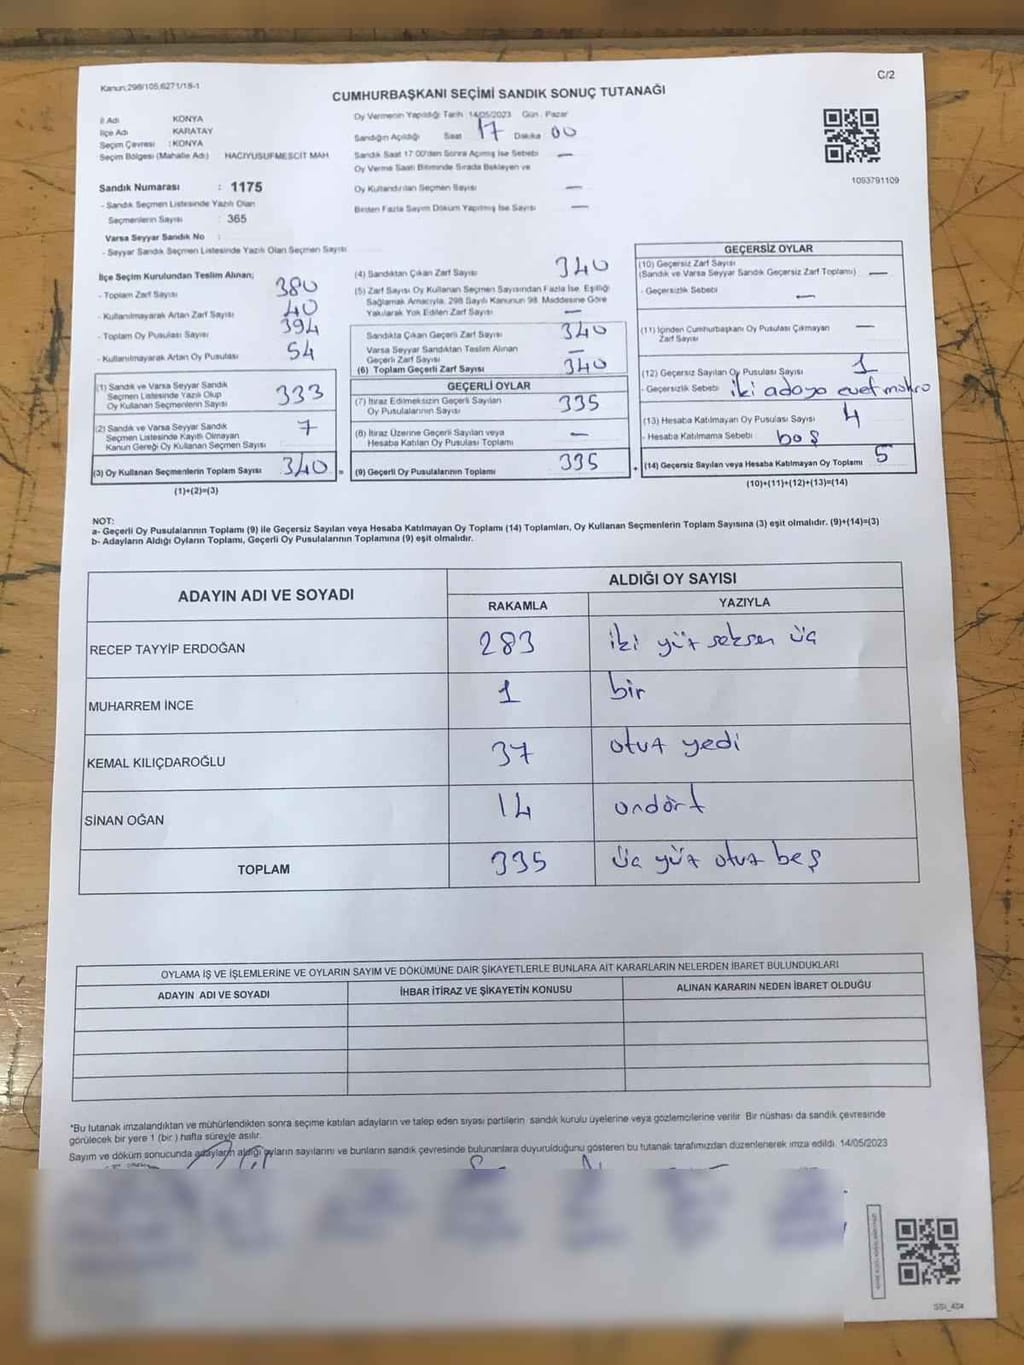 Kanun;298/105,6271/18-1
C/2
CUMHURBAŞKANI SEÇİMİ SANDIK SONUÇ TUTANAĞI
İl Adı KONYA
İlçe Adı KARATAY
Seçim Çevresi : KONYA
Seçim Bölgesi (Mahalle Adı) : HACIYUSUFMESCİT MAH
Sandık Numarası : 1175
- Sandık Seçmen Listesinde Yazılı Olan
Seçmenlerin Sayısı : 365
Varsa Seyyar Sandık No :
- Seyyar Sandık Seçmen Listesinde Yazılı Olan Seçmen Sayısı
Oy Vermenin Yapıldığı Tarih 14/05/2023 Gün . Pazar
Sandığın Açıldığı Saat 17 Dakika 00
Sandık Saat 17:00'den Sonra Açımış İse Sebebi —
Oy Verme Saati Bitiminde Sırada Bekleyen ve
Oy Kullandırılan Seçmen Sayısı —
Birden Fazla Sayım Döküm Yapılmış İse Sayısı —
1093791109
İlçe Seçim Kurulundan Teslim Alınan;
- Toplam Zarf Sayısı 380
- Kullanılmayarak Artan Zarf Sayısı 40
- Toplam Oy Pusulası Sayısı 394
- Kullanılmayarak Artan Oy Pusulası 54
(1) Sandık ve Varsa Seyyar Sandık
Seçmen Listesinde Yazılı Olup
Oy Kullanan Seçmenlerin Sayısı 333
(2) Sandık ve Varsa Seyyar Sandık
Seçmen Listesinde Kayıtlı Olmayan
Kanun Gereği Oy Kullanan Seçmen Sayısı 7
(3) Oy Kullanan Seçmenlerin Toplam Sayısı 340 =
(1)+(2)=(3)
(4) Sandıktan Çıkan Zarf Sayısı 340
(5) Zarf Sayısı Oy Kullanan Seçmen Sayısından Fazla İse, Eşitliği
Sağlamak Amacıyla, 298 Sayılı Kanunun 98. Maddesine Göre
Yakılarak Yok Edilen Zarf Sayısı —
Sandıkta Çıkan Geçerli Zarf Sayısı 340
Varsa Seyyar Sandıktan Teslim Alınan
Geçerli Zarf Sayısı —
(6) Toplam Geçerli Zarf Sayısı 340
GEÇERLİ OYLAR
(7) İtiraz Edilmeksizin Geçerli Sayılan
Oy Pusulalarının Sayısı 335
(8) İtiraz Üzerine Geçerli Sayılan veya
Hesaba Katılan Oy Pusulası Toplamı —
(9) Geçerli Oy Pusulalarının Toplamı 335 +
GEÇERSİZ OYLAR
(10) Geçersiz Zarf Sayısı
(Sandık ve Varsa Seyyar Sandık Geçersiz Zarf Toplamı) —
- Geçersizlik Sebebi —
(11) İçinden Cumhurbaşkanı Oy Pusulası Çıkmayan
Zarf Sayısı —
(12) Geçersiz Sayılan Oy Pusulası Sayısı 1
- Geçersizlik Sebebi iki adaya evet mührü
(13) Hesaba Katılmayan Oy Pusulası Sayısı 4
- Hesaba Katılmama Sebebi boş
(14) Geçersiz Sayılan veya Hesaba Katılmayan Oy Toplamı 5
(10)+(11)+(12)+(13)=(14)
NOT:
a- Geçerli Oy Pusulalarının Toplamı (9) ile Geçersiz Sayılan veya Hesaba Katılmayan Oy Toplamı (14) Toplamları, Oy Kullanan Seçmenlerin Toplam Sayısına (3) eşit olmalıdır. (9)+(14)=(3)
b- Adayların Aldığı Oyların Toplamı, Geçerli Oy Pusulalarının Toplamına (9) eşit olmalıdır.
ADAYIN ADI VE SOYADI ALDIĞI OY SAYISI
RAKAMLA YAZIYLA
RECEP TAYYİP ERDOĞAN 283 iki yüz seksen üç
MUHARREM İNCE 1 bir
KEMAL KILIÇDAROĞLU 37 otuz yedi
SİNAN OĞAN 14 ondört
TOPLAM 335 üç yüz otuz beş
OYLAMA İŞ VE İŞLEMLERİNE VE OYLARIN SAYIM VE DÖKÜMÜNE DAİR ŞİKAYETLERLE BUNLARA AİT KARARLARIN NELERDEN İBARET BULUNDUKLARI
ADAYIN ADI VE SOYADI İHBAR İTİRAZ VE ŞİKAYETİN KONUSU ALINAN KARARIN NEDEN İBARET OLDUĞU
*Bu tutanak imzalandıktan ve mühürlendikten sonra seçime katılan adayların ve talep eden siyasi partilerin sandık kurulu üyelerine veya gözlemcilerine verilir. Bir nüshası da sandık çevresinde
görülecek bir yere 1 (bir ) hafta süreyle asılır.
Sayım ve döküm sonucunda adayların aldığı oyların sayılarını ve bunların sandık çevresinde bulunanlara duyurulduğunu gösteren bu tutanak tarafımızdan düzenlenerek imza edildi. 14/05/2023